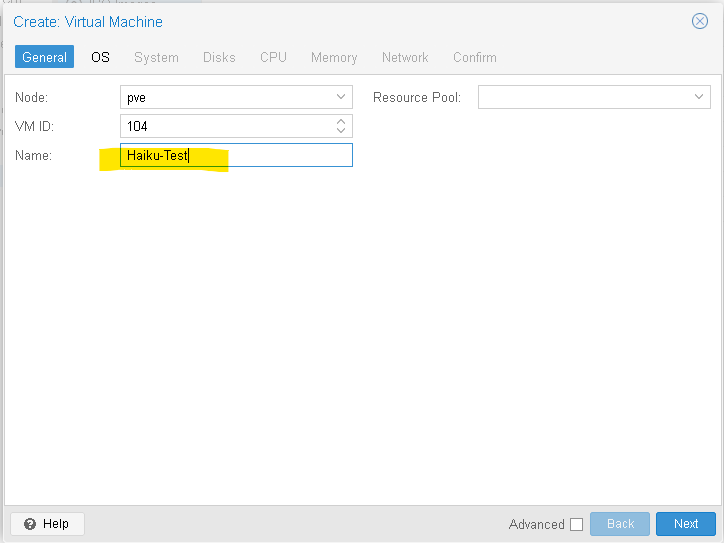 Create: Virtual Machine
General OS System Disks CPU Memory Network Confirm
Node: pve Resource Pool:
VM ID: 104
Name: Haiku-Test
Help Advanced Back Next